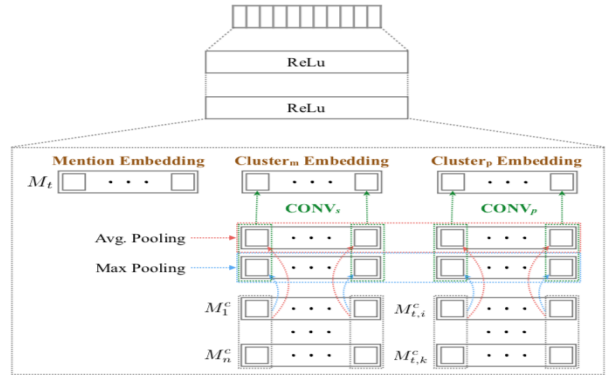 ReLu
ReLu
Mention Embedding Cluster_m Embedding Cluster_p Embedding
M_t
CONV_s CONV_p
Avg. Pooling
Max Pooling
M_1^c M_{t,i}^c
M_n^c M_{t,k}^c